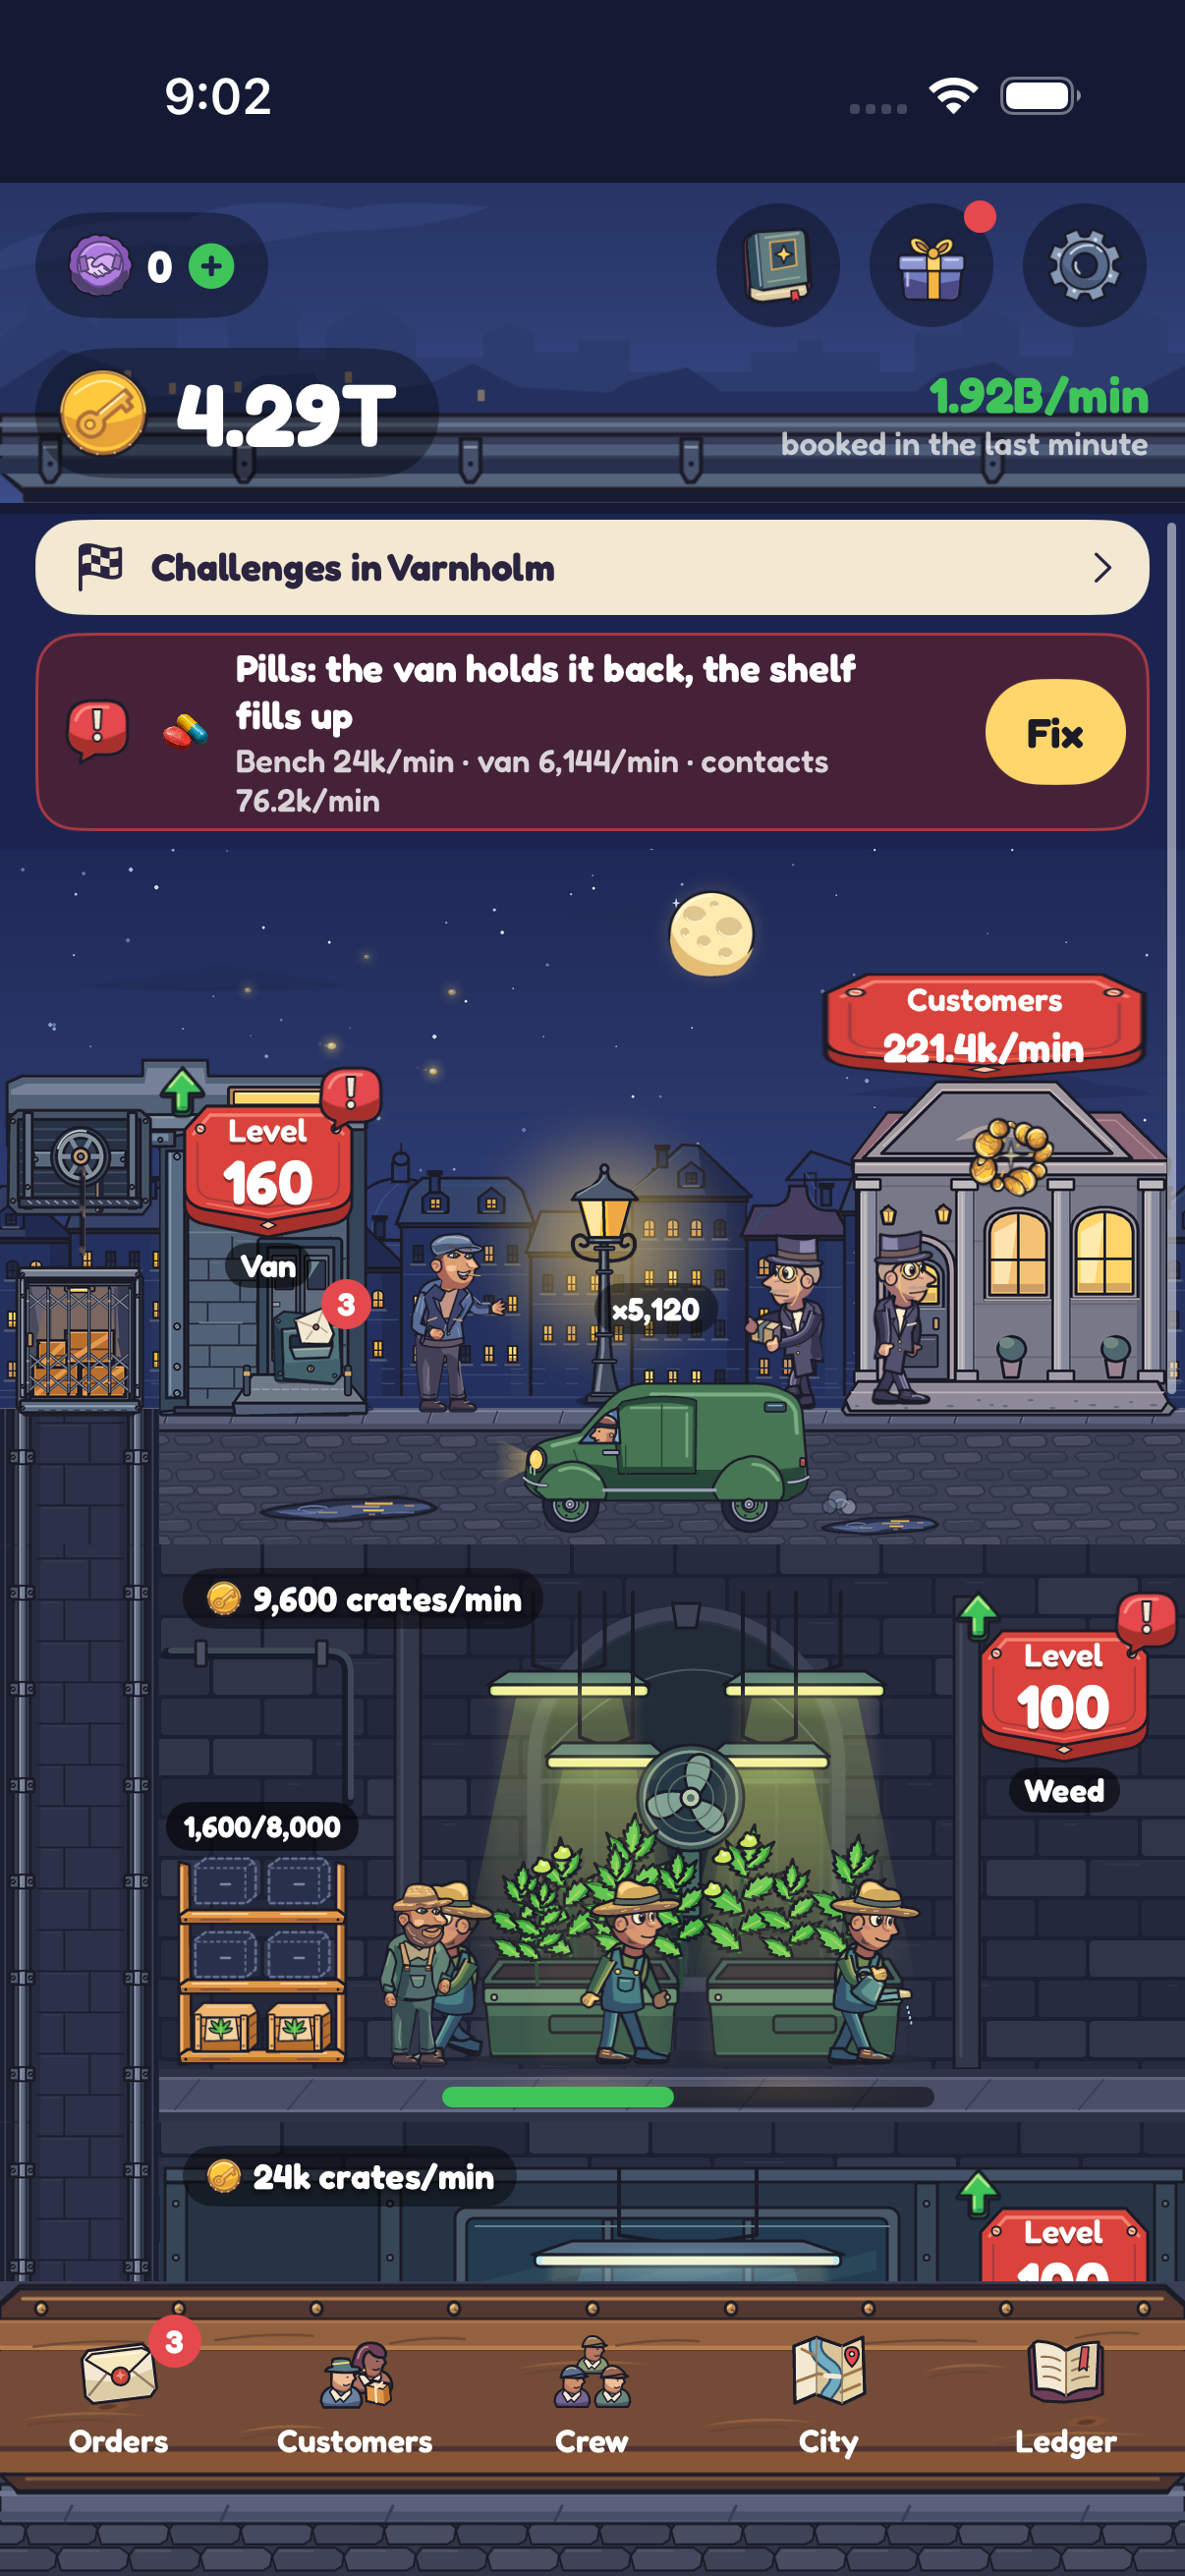 9:02
0
4.29T
1.92B/min
booked in the last minute
Challenges in Varnholm
Pills: the van holds it back, the shelf
fills up
Bench 24k/min · van 6,144/min · contacts
76.2k/min
Fix
Customers
221.4k/min
Level
160
Van
3
x5,120
9,600 crates/min
Level
100
Weed
1,600/8,000
24k crates/min
Level
100
3
Orders
Customers
Crew
City
Ledger